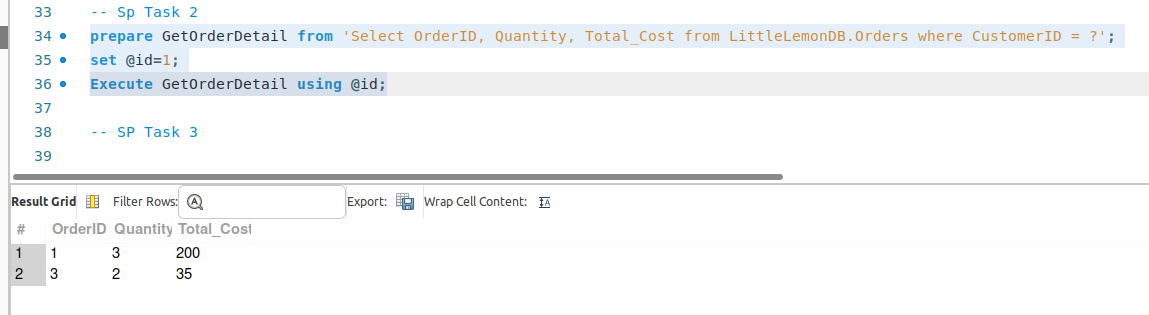 33 -- Sp Task 2
34 prepare GetOrderDetail from 'Select OrderID, Quantity, Total_Cost from LittleLemonDB.Orders where CustomerID = ?';
35 set @id=1;
36 Execute GetOrderDetail using @id;
37
38 -- SP Task 3
39
Result Grid Filter Rows: Export: Wrap Cell Content:
# OrderID Quantity Total_Cost
1 1 3 200
2 3 2 35